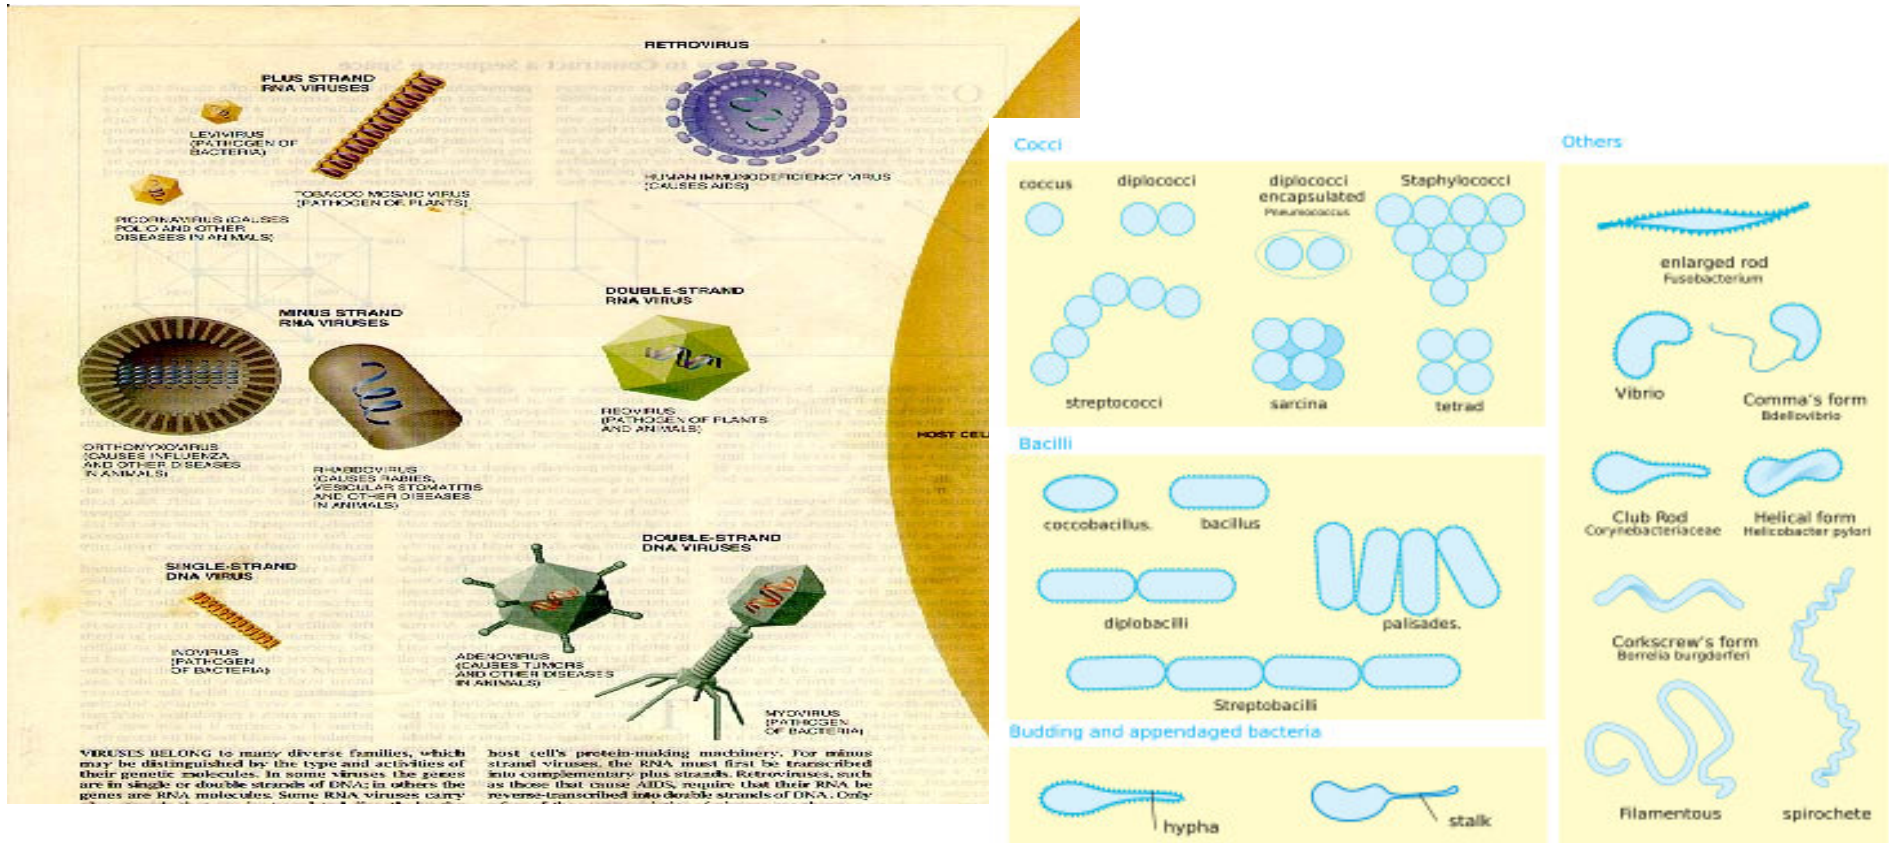 RETROVIRUS
PLUS STRAND
RNA VIRUSES
LEVIVIRUS
(PATHOGEN OF
BACTERIA)
TOBACCO MOSAIC VIRUS
(PATHOGEN OF PLANTS)
HUMAN IMMUNODEFICIENCY VIRUS
(CAUSES AIDS)
PICORNAVIRUS (CAUSES
POLIO AND OTHER
DISEASES IN ANIMALS)
MINUS STRAND
RNA VIRUSES
DOUBLE-STRAND
RNA VIRUS
REOVIRUS
(PATHOGEN OF PLANTS
AND ANIMALS)
HOST CEL
ORTHOMYXOVIRUS
(CAUSES INFLUENZA
AND OTHER DISEASES
IN ANIMALS)
RHABDOVIRUS
(CAUSES RABIES,
VESICULAR STOMATITIS
AND OTHER DISEASES
IN ANIMALS)
SINGLE-STRAND
DNA VIRUS
DOUBLE-STRAND
DNA VIRUSES
INOVIRUS
(PATHOGEN
OF BACTERIA)
ADENOVIRUS
(CAUSES TUMORS
AND OTHER DISEASES
IN ANIMALS)
MYOVIRUS
(PATHOGEN
OF BACTERIA)
VIRUSES BELONG to many diverse families, which
may be distinguished by the type and activities of
their genetic molecules. In some viruses the genes
are in single or double strands of DNA; in others the
genes are RNA molecules. Some RNA viruses carry
host cell's protein-making machinery. For minus
strand viruses, the RNA must first be transcribed
into complementary plus strands. Retroviruses, such
as those that cause AIDS, require that their RNA be
reverse-transcribed into double strands of DNA. Only
Cocci
coccus
diplococci
diplococci
encapsulated
Pneumococcus
Staphylococci
streptococci
sarcina
tetrad
Bacilli
coccobacillus.
bacillus
diplobacilli
palisades.
Streptobacilli
Budding and appendaged bacteria
hypha
stalk
Others
enlarged rod
Fusobacterium
Vibrio
Comma's form
Bdellovibrio
Club Rod
Corynebacteriaceae
Helical form
Helicobacter pylori
Corkscrew's form
Borrelia burgdorferi
Filamentous
spirochete